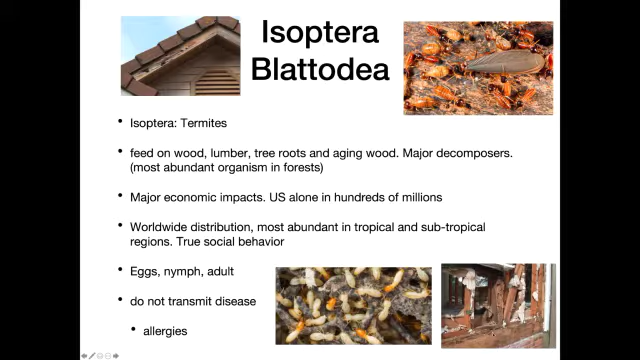 Isoptera
Blattodea
• Isoptera: Termites
• feed on wood, lumber, tree roots and aging wood. Major decomposers.
(most abundant organism in forests)
• Major economic impacts. US alone in hundreds of millions
• Worldwide distribution, most abundant in tropical and sub-tropical
regions. True social behavior
• Eggs, nymph, adult
• do not transmit disease
• allergies